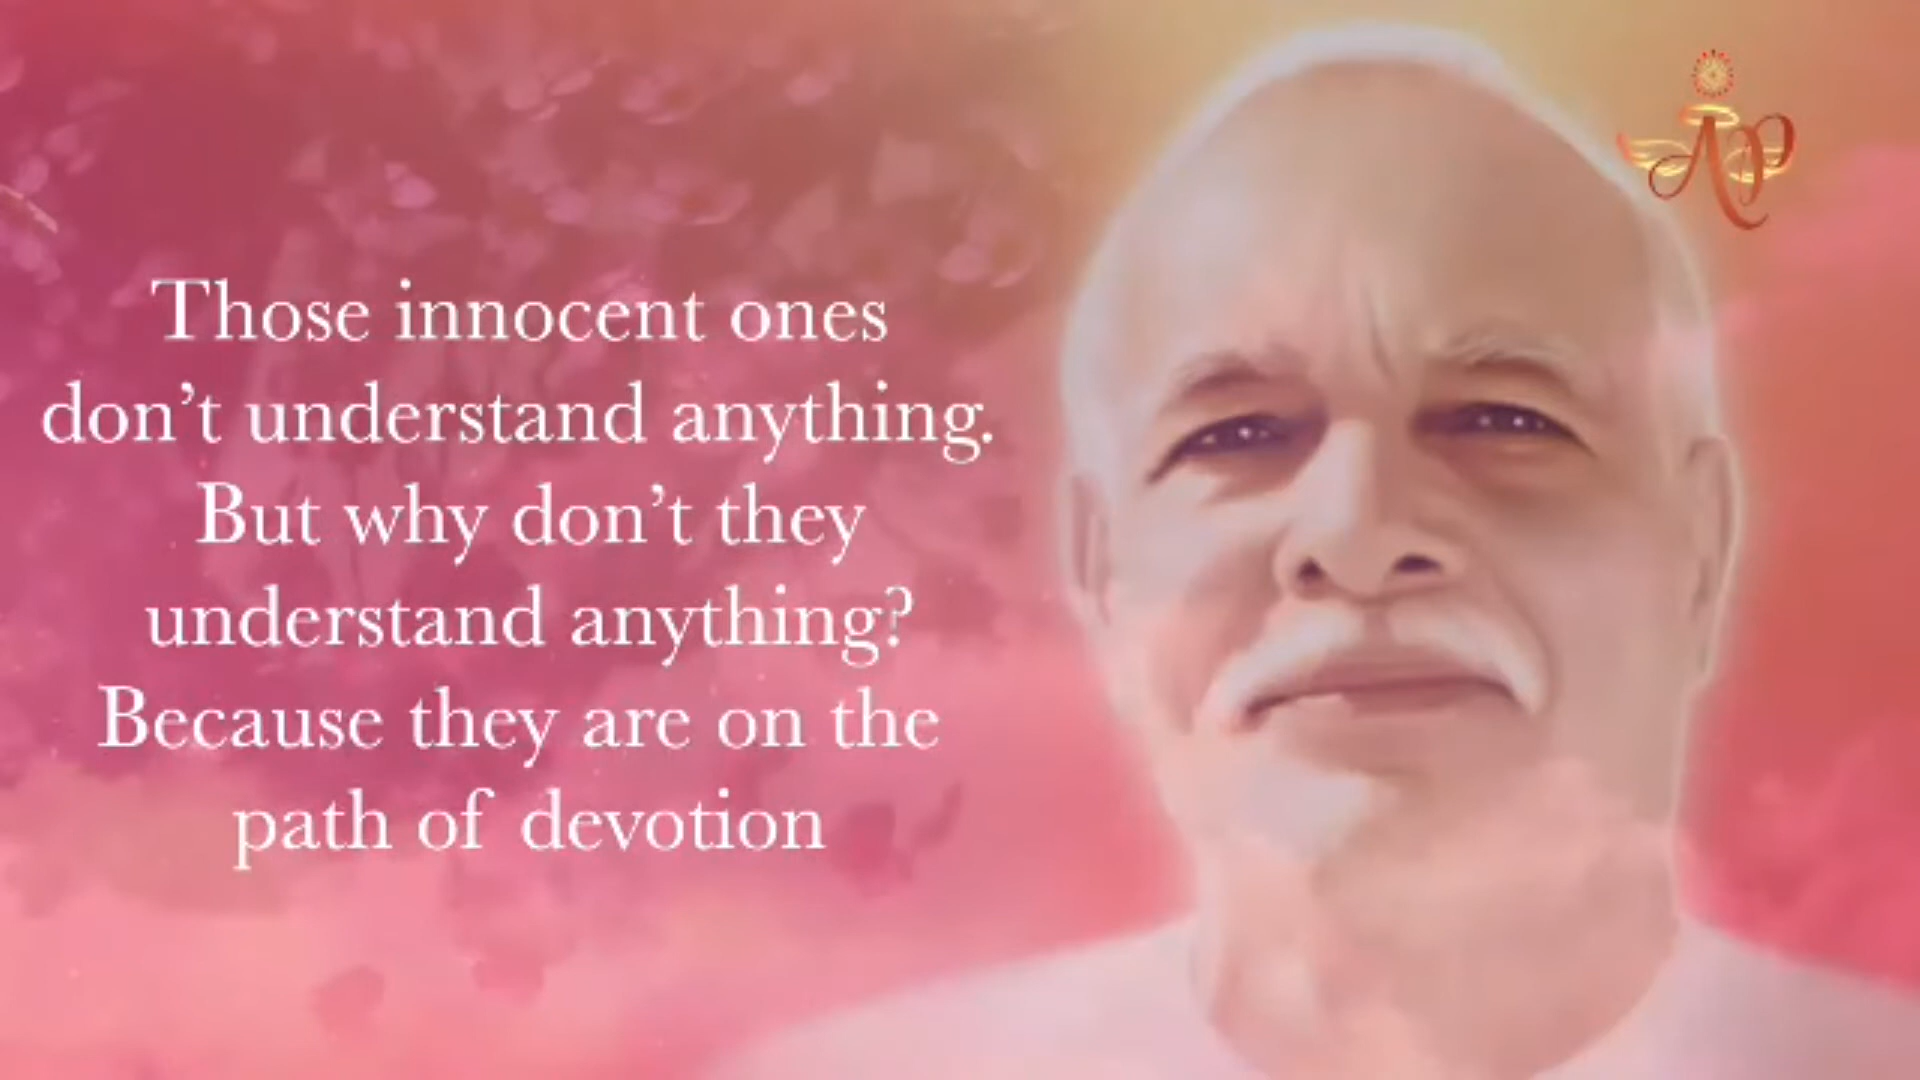 Those innocent ones
don't understand anything.
But why don't they
understand anything?
Because they are on the
path of devotion
AP